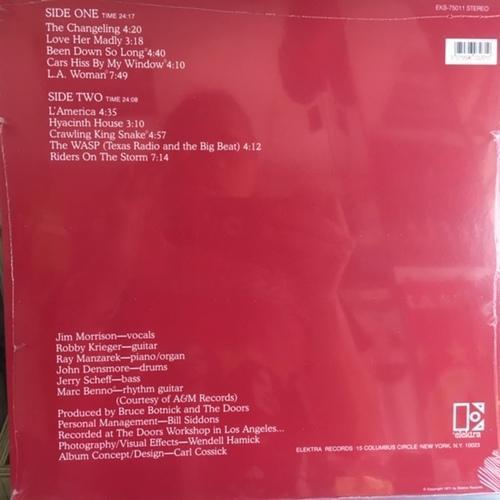 SIDE ONE TIME 24:17
The Changeling 4:20
Love Her Madly 3:18
Been Down So Long 4:40
Cars Hiss By My Window 4:10
L.A. Woman 7:49
SIDE TWO TIME 24:08
L'America 4:35
Hyacinth House 3:10
Crawling King Snake 4:57
The WASP (Texas Radio and the Big Beat) 4:12
Riders On The Storm 7:14
EKS-75011 STEREO
Jim Morrison—vocals
Robby Krieger—guitar
Ray Manzarek—piano/organ
John Densmore—drums
Jerry Scheff—bass
Marc Benno—rhythm guitar
(Courtesy of A&M Records)
Produced by Bruce Botnick and The Doors
Personal Management—Bill Siddons
Recorded at The Doors Workshop in Los Angeles...
Photography/Visual Effects—Wendell Hamick
Album Concept/Design—Carl Cossick
elektra
ELEKTRA RECORDS 15 COLUMBUS CIRCLE NEW YORK, N.Y. 10023